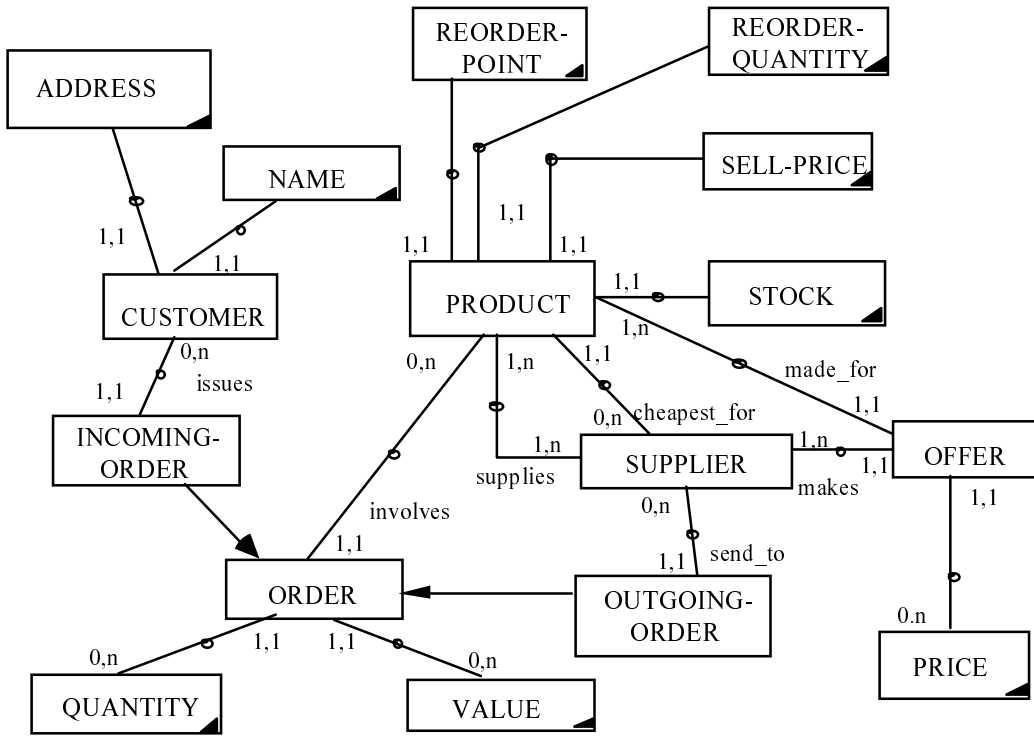 REORDER-
POINT
REORDER-
QUANTITY
ADDRESS
NAME
SELL-PRICE
1,1
1,1
1,1
1,1
1,1
1,1
PRODUCT
STOCK
CUSTOMER
1,n
0,n
issues
0,n
1,n
1,1
made_for
1,1
1,1
cheapest_for
0,n
INCOMING-
ORDER
1,n
supplies
SUPPLIER
1,n
makes
1,1
OFFER
involves
0,n
1,1
1,1
send_to
1,1
ORDER
OUTGOING-
ORDER
0.n
1,1
1,1
0,n
0,n
PRICE
QUANTITY
VALUE